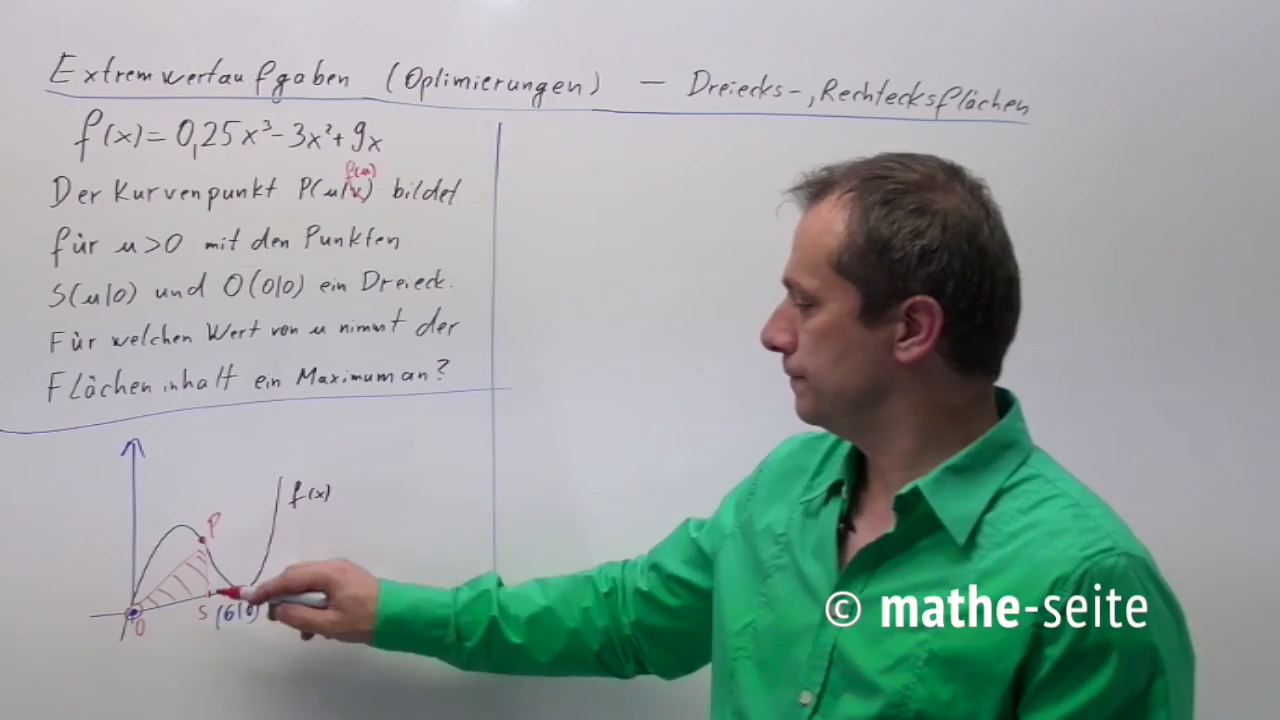 Extremwertaufgaben (Optimierungen) – Dreiecks-, Rechtecksflächen
f(x) = 0,25x³ - 3x² + 9x
f(u)
Der Kurvenpunkt P(u|v) bildet
für u>0 mit den Punkten
S(u|0) und O(0|0) ein Dreieck.
Für welchen Wert von u nimmt der
Flächeninhalt ein Maximum an?
f(x)
P
O
S
(6|0)
© mathe-seite